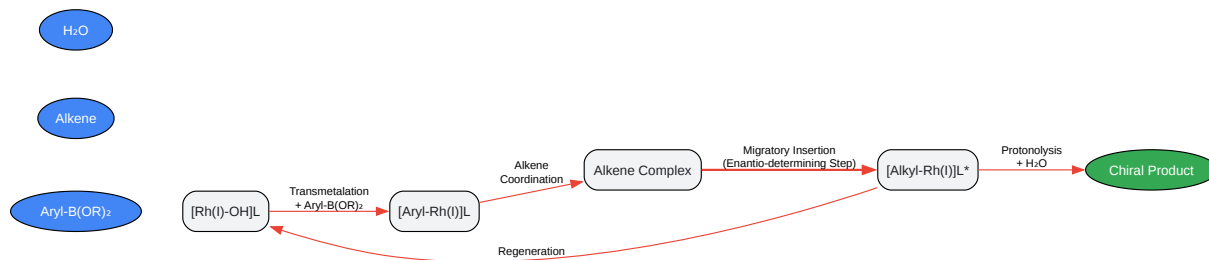 H₂O
Alkene
Aryl-B(OR)₂
[Rh(I)-OH]L
Transmetalation
+ Aryl-B(OR)₂
[Aryl-Rh(I)]L
Alkene
Coordination
Alkene Complex
Migratory Insertion
(Enantio-determining Step)
[Alkyl-Rh(I)]L*
Protonolysis
+ H₂O
Chiral Product
Regeneration